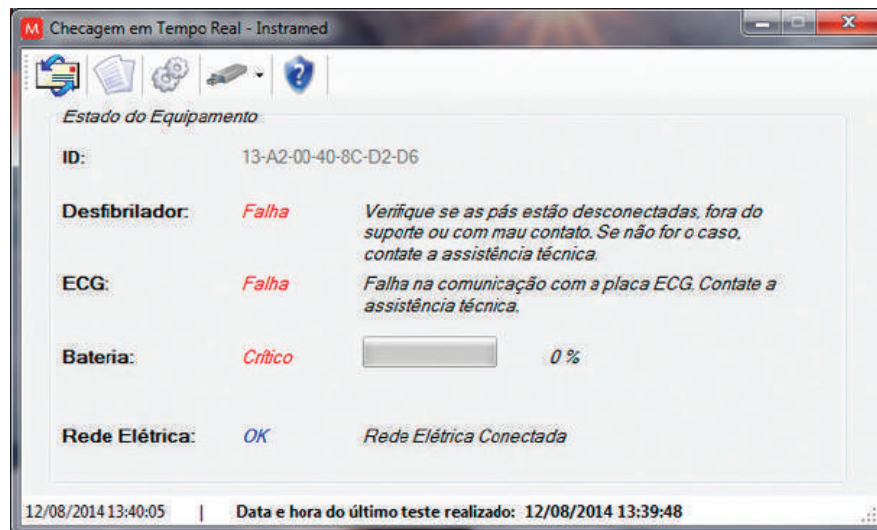 M Checagem em Tempo Real - Instramed
Estado do Equipamento
ID: 13-A2-00-40-8C-D2-D6
Desfibrilador: Falha Verifique se as pás estão desconectadas, fora do
suporte ou com mau contato. Se não for o caso,
contate a assistência técnica.
ECG: Falha Falha na comunicação com a placa ECG. Contate a
assistência técnica.
Bateria: Crítico 0 %
Rede Elétrica: OK Rede Elétrica Conectada
12/08/2014 13:40:05 | Data e hora do último teste realizado: 12/08/2014 13:39:48